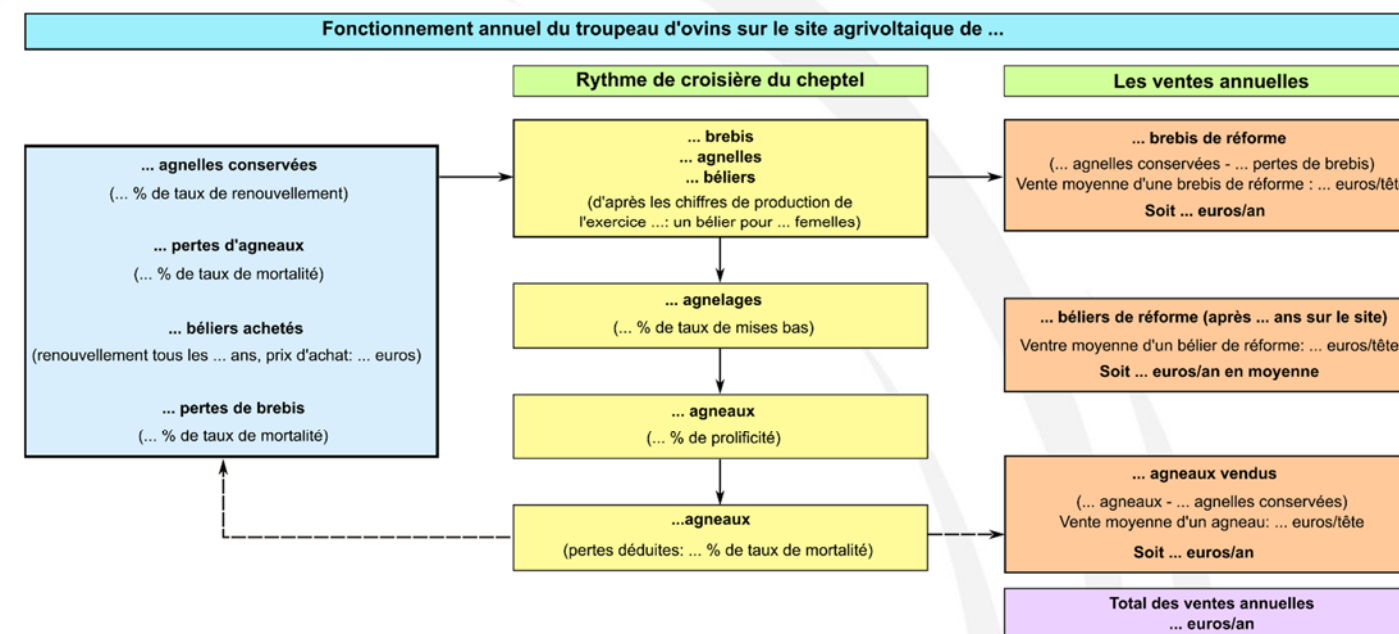 Fonctionnement annuel du troupeau d'ovins sur le site agrivoltaique de ...
Rythme de croisière du cheptel
Les ventes annuelles
... agnelles conservées
(... % de taux de renouvellement)
... pertes d'agneaux
(... % de taux de mortalité)
... béliers achetés
(renouvellement tous les ... ans, prix d'achat: ... euros)
... pertes de brebis
(... % de taux de mortalité)
... brebis
... agnelles
... béliers
(d'après les chiffres de production de
l'exercice ...: un bélier pour ... femelles)
... agnelages
(... % de taux de mises bas)
... agneaux
(... % de prolificité)
...agneaux
(pertes déduites: ... % de taux de mortalité)
... brebis de réforme
(... agnelles conservées - ... pertes de brebis)
Vente moyenne d'une brebis de réforme : ... euros/têt
Soit ... euros/an
... béliers de réforme (après ... ans sur le site)
Ventre moyenne d'un bélier de réforme: ... euros/tête
Soit ... euros/an en moyenne
... agneaux vendus
(... agneaux - ... agnelles conservées)
Vente moyenne d'un agneau: ... euros/tête
Soit ... euros/an
Total des ventes annuelles
... euros/an